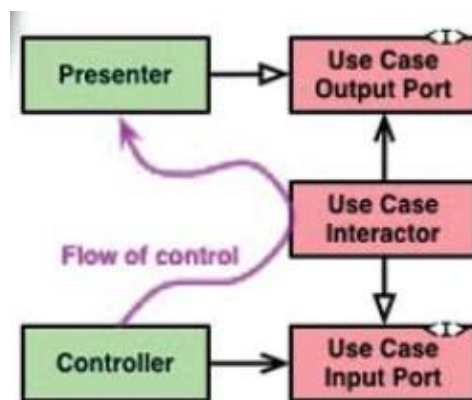 Presenter
Use Case
Output Port
<I>
Use Case
Interactor
Flow of control
Controller
Use Case
Input Port
<I>